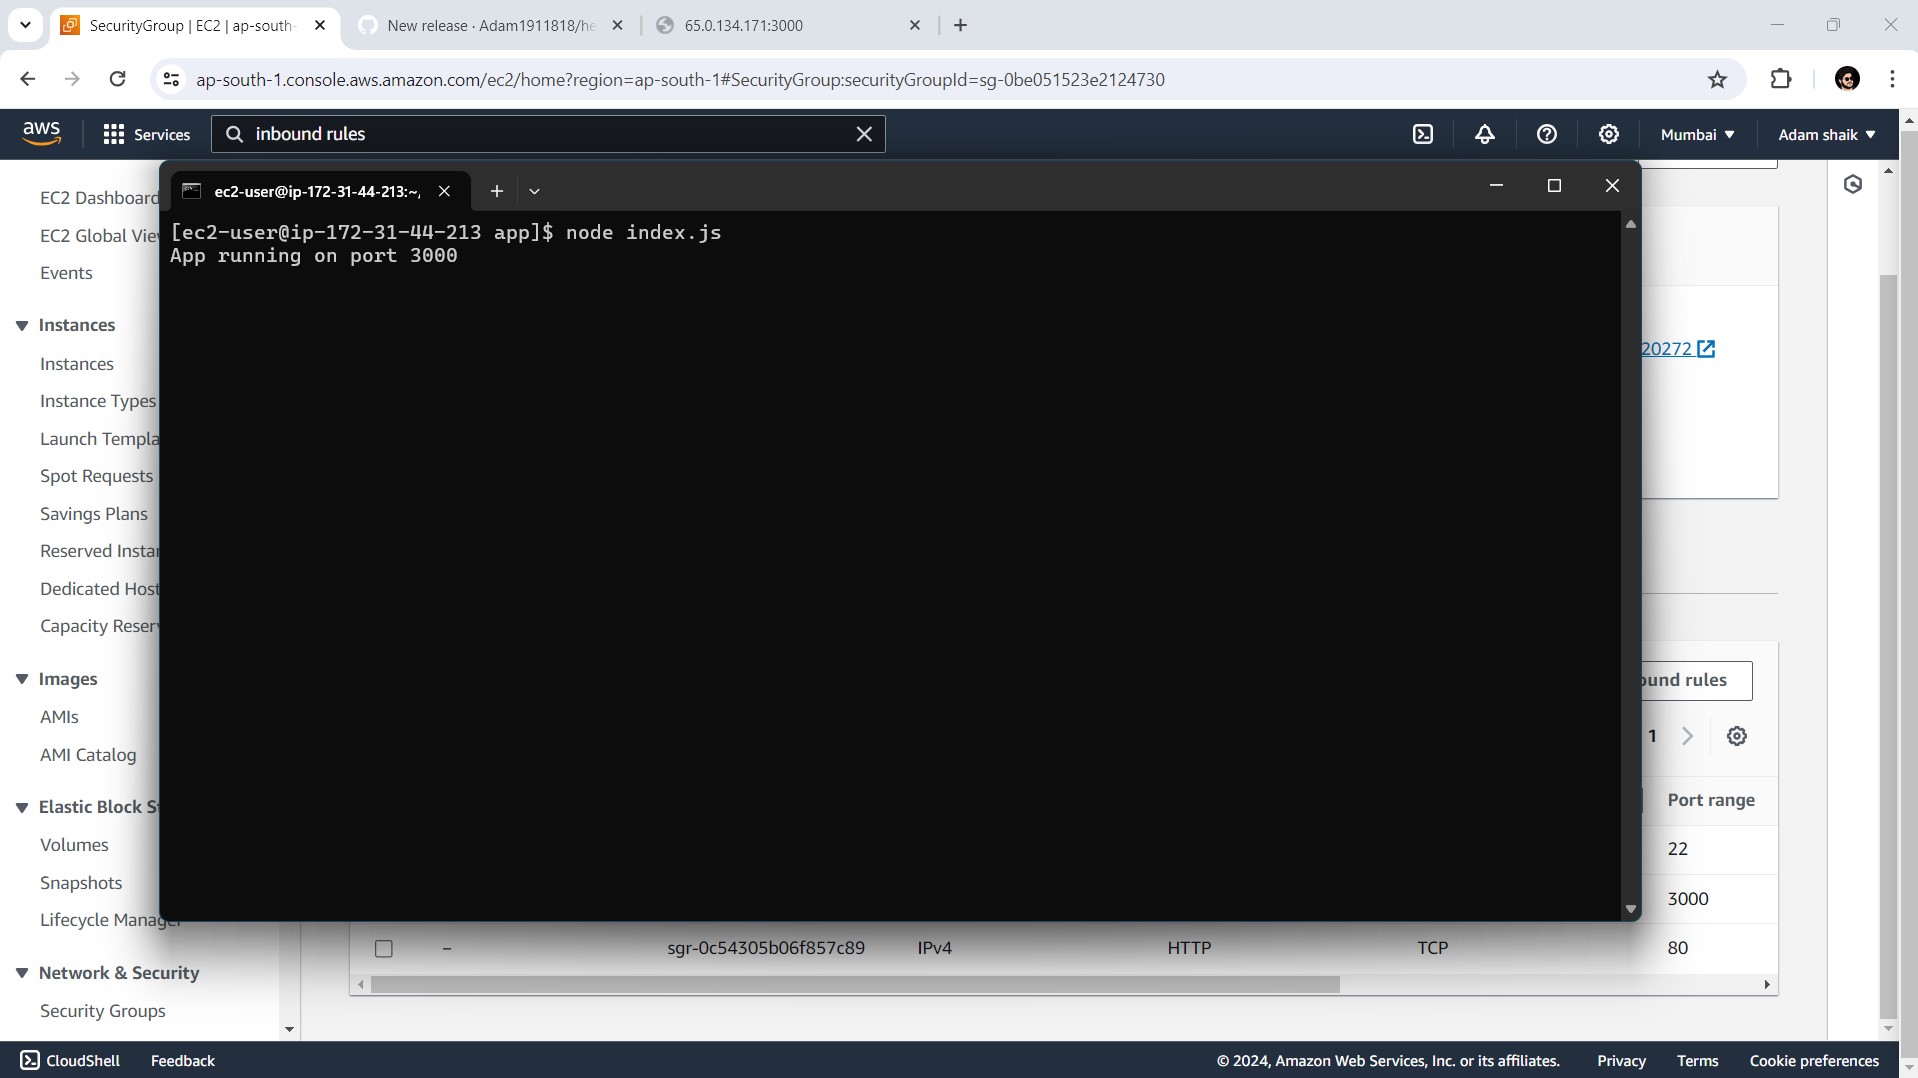 SecurityGroup | EC2 | ap-south-
New release · Adam1911818/he
65.0.134.171:3000
ap-south-1.console.aws.amazon.com/ec2/home?region=ap-south-1#SecurityGroup:securityGroupId=sg-0be051523e2124730
aws
Services
inbound rules
Mumbai
Adam shaik
ec2-user@ip-172-31-44-213:~,
[ec2-user@ip-172-31-44-213 app]$ node index.js
App running on port 3000
EC2 Dashboard
EC2 Global Vie
Events
Instances
Instances
Instance Types
Launch Templa
Spot Requests
Savings Plans
Reserved Insta
Dedicated Host
Capacity Reser
Images
AMIs
AMI Catalog
Elastic Block S
Volumes
Snapshots
Lifecycle Manager
Network & Security
Security Groups
20272
ound rules
1
Port range
22
3000
– sgr-0c54305b06f857c89 IPv4 HTTP TCP 80
CloudShell
Feedback
© 2024, Amazon Web Services, Inc. or its affiliates.
Privacy
Terms
Cookie preferences